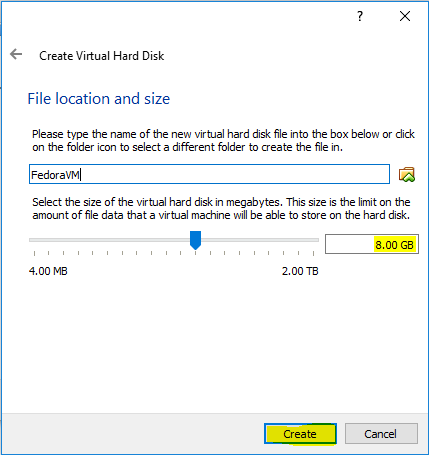 ?
Create Virtual Hard Disk
File location and size
Please type the name of the new virtual hard disk file into the box below or click
on the folder icon to select a different folder to create the file in.
FedoraVM
Select the size of the virtual hard disk in megabytes. This size is the limit on the
amount of file data that a virtual machine will be able to store on the hard disk.
8.00 GB
4.00 MB 2.00 TB
Create Cancel